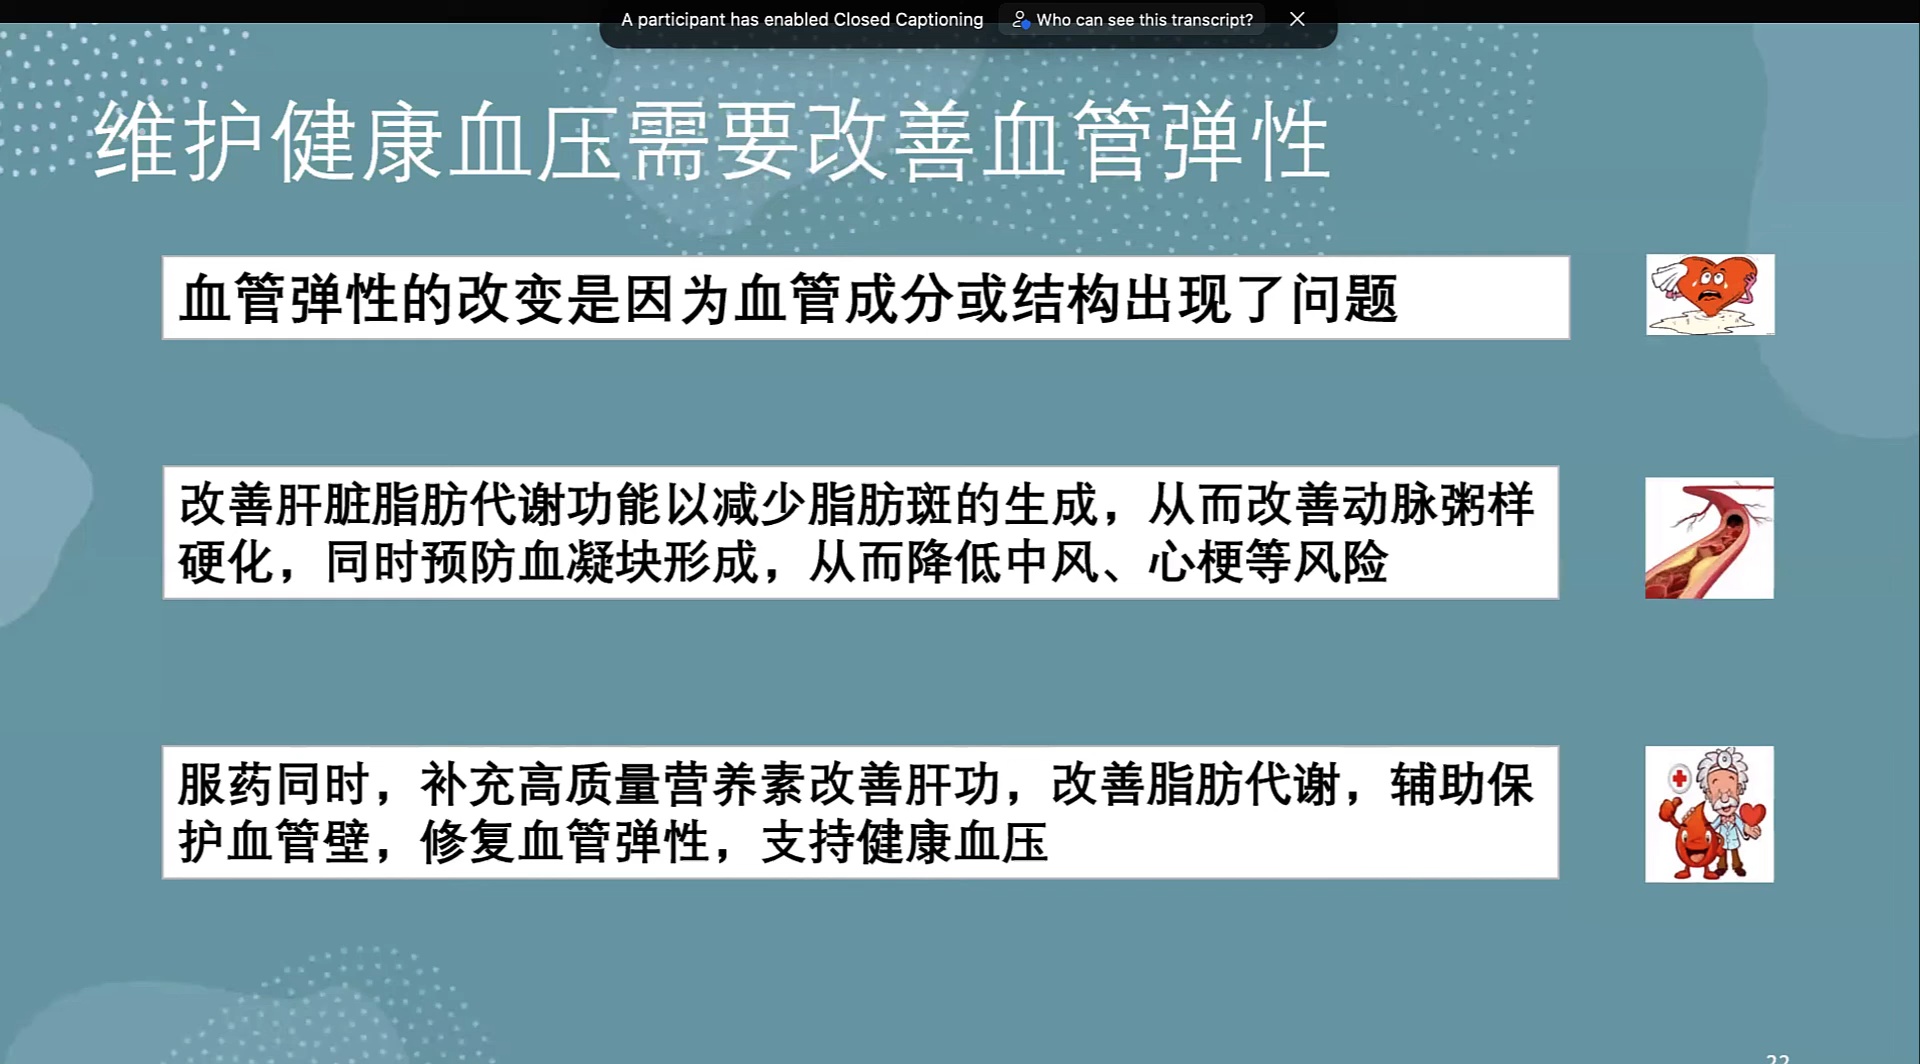 A participant has enabled Closed Captioning Who can see this transcript?
维护健康血压需要改善血管弹性
血管弹性的改变是因为血管成分或结构出现了问题
改善肝脏脂肪代谢功能以减少脂肪斑的生成，从而改善动脉粥样
硬化，同时预防血凝块形成，从而降低中风、心梗等风险
服药同时，补充高质量营养素改善肝功，改善脂肪代谢，辅助保
护血管壁，修复血管弹性，支持健康血压
22